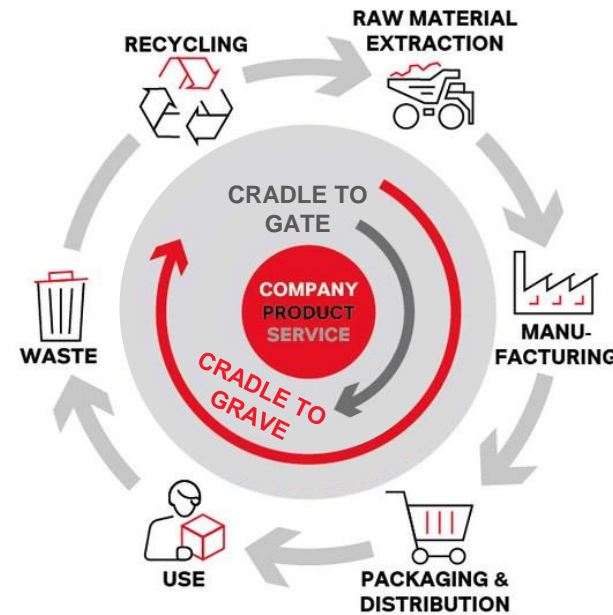 RECYCLING
RAW MATERIAL
EXTRACTION
CRADLE TO
GATE
COMPANY
PRODUCT
SERVICE
CRADLE TO
GRAVE
MANU-
FACTURING
PACKAGING &
DISTRIBUTION
USE
WASTE